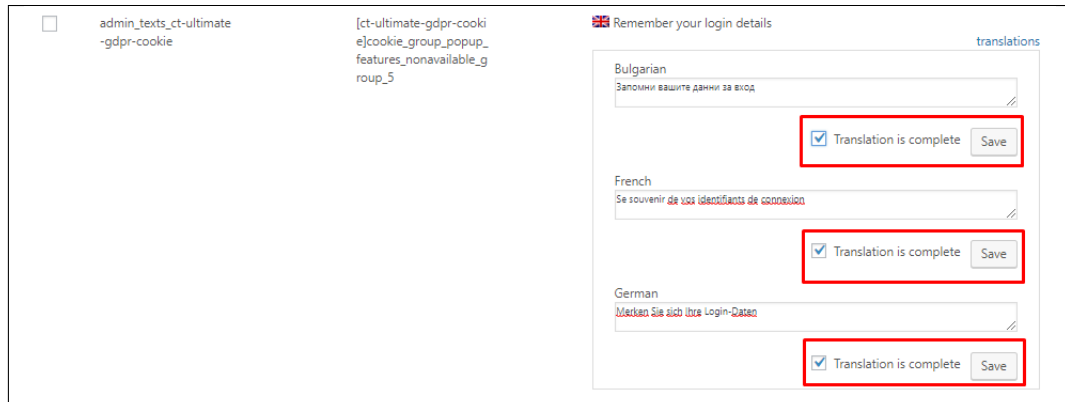 admin_texts_ct-ultimate
-gdpr-cookie
[ct-ultimate-gdpr-cooki
e]cookie_group_popup_
features_nonavailable_g
roup_5
Remember your login details
translations
Bulgarian
Запомни вашите данни за вход
Translation is complete Save
French
Se souvenir de vos identifiants de connexion
Translation is complete Save
German
Merken Sie sich Ihre Login-Daten
Translation is complete Save